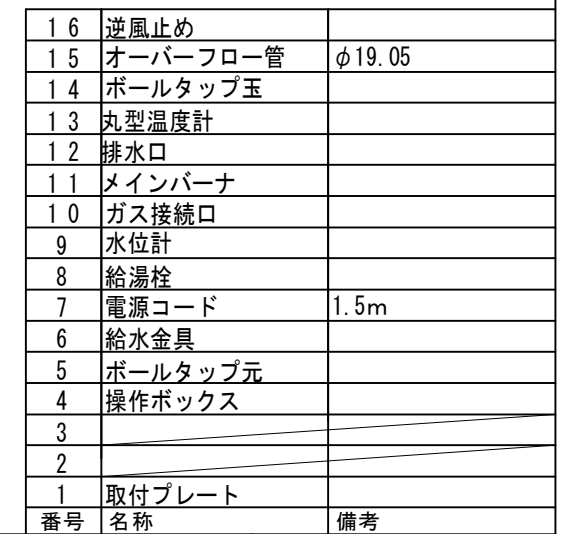 16 逆風止め
15 オーバーフロー管 φ19.05
14 ボールタップ玉
13 丸型温度計
12 排水口
11 メインバーナ
10 ガス接続口
9 水位計
8 給湯栓
7 電源コード 1.5m
6 給水金具
5 ボールタップ元
4 操作ボックス
3
2
1 取付プレート
番号 名称 備考